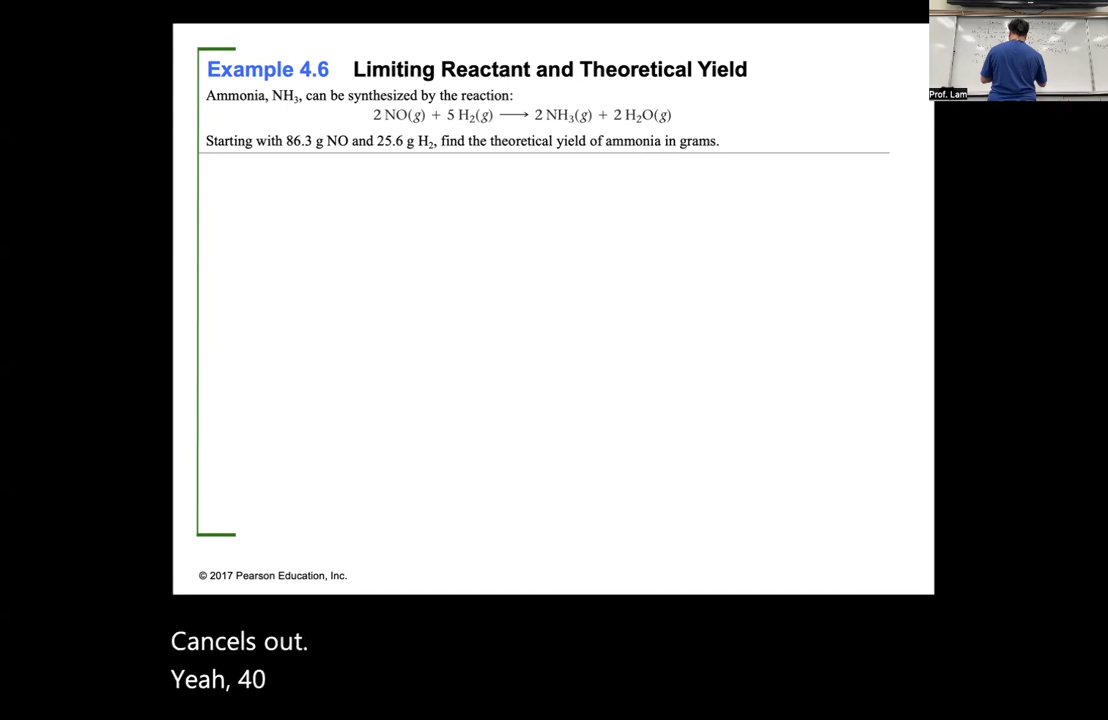 Example 4.6 Limiting Reactant and Theoretical Yield
Ammonia, NH₃, can be synthesized by the reaction:
2 NO(g) + 5 H₂(g) ⟶ 2 NH₃(g) + 2 H₂O(g)
Starting with 86.3 g NO and 25.6 g H₂, find the theoretical yield of ammonia in grams.
© 2017 Pearson Education, Inc.
Prof. Lam
Cancels out.
Yeah, 40